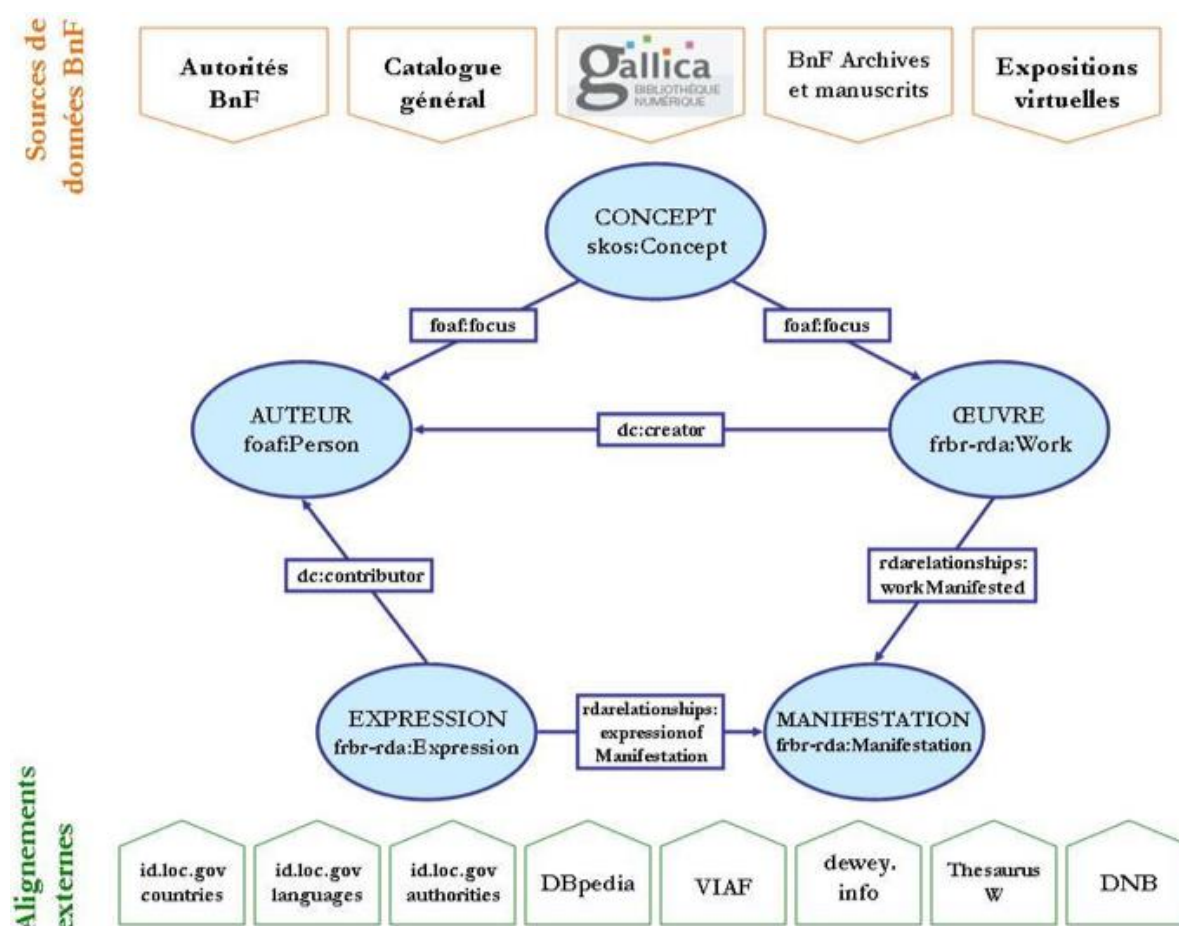 Sources de
données BnF
Autorités
BnF
Catalogue
général
gallica
BIBLIOTHÈQUE
NUMÉRIQUE
BnF Archives
et manuscrits
Expositions
virtuelles
CONCEPT
skos:Concept
foaf:focus
foaf:focus
AUTEUR
foaf:Person
dc:creator
ŒUVRE
frbr-rda:Work
dc:contributor
rdarelationships:
workManifested
EXPRESSION
frbr-rda:Expression
rdarelationships:
expressionof
Manifestation
MANIFESTATION
frbr-rda:Manifestation
Alignements
externes
id.loc.gov
countries
id.loc.gov
languages
id.loc.gov
authorities
DBpedia
VIAF
dewey.
info
Thesaurus
W
DNB